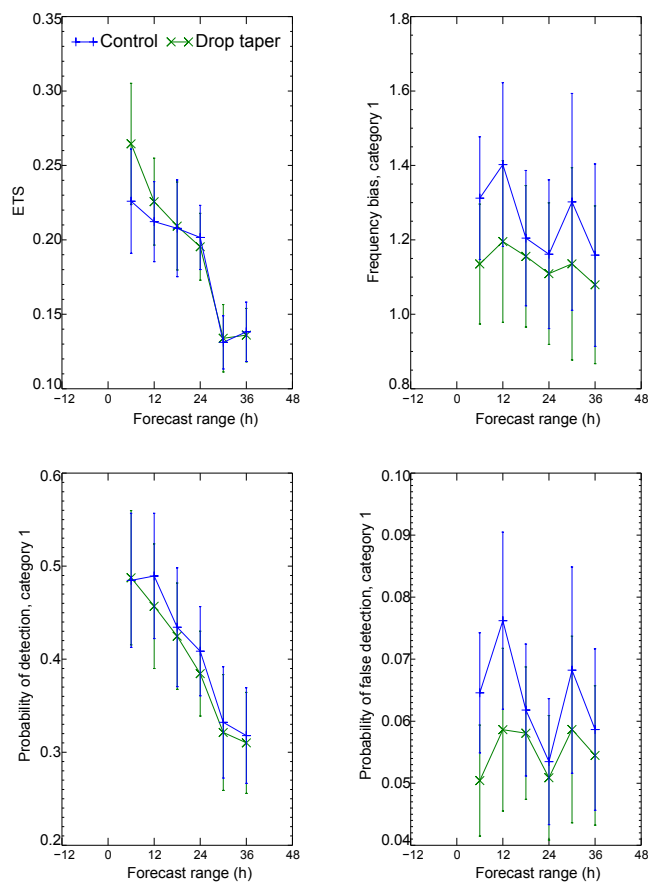 Control Drop taper
0.35
0.30
0.25
0.20
0.15
0.10
ETS
−12 0 12 24 36 48
Forecast range (h)
1.8
1.6
1.4
1.2
1.0
0.8
Frequency bias, category 1
−12 0 12 24 36 48
Forecast range (h)
0.6
0.5
0.4
0.3
0.2
Probability of detection, category 1
−12 0 12 24 36 48
Forecast range (h)
0.10
0.09
0.08
0.07
0.06
0.05
0.04
Probability of false detection, category 1
−12 0 12 24 36 48
Forecast range (h)